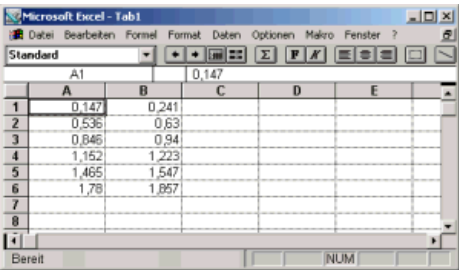 Microsoft Excel - Tab1
Datei Bearbeiten Formel Format Daten Optionen Makro Fenster ?
Standard Σ F K
A1 0,147
A B C D E
1 0,147 0,241
2 0,536 0,63
3 0,846 0,94
4 1,152 1,223
5 1,465 1,547
6 1,78 1,857
7
8
Bereit NUM